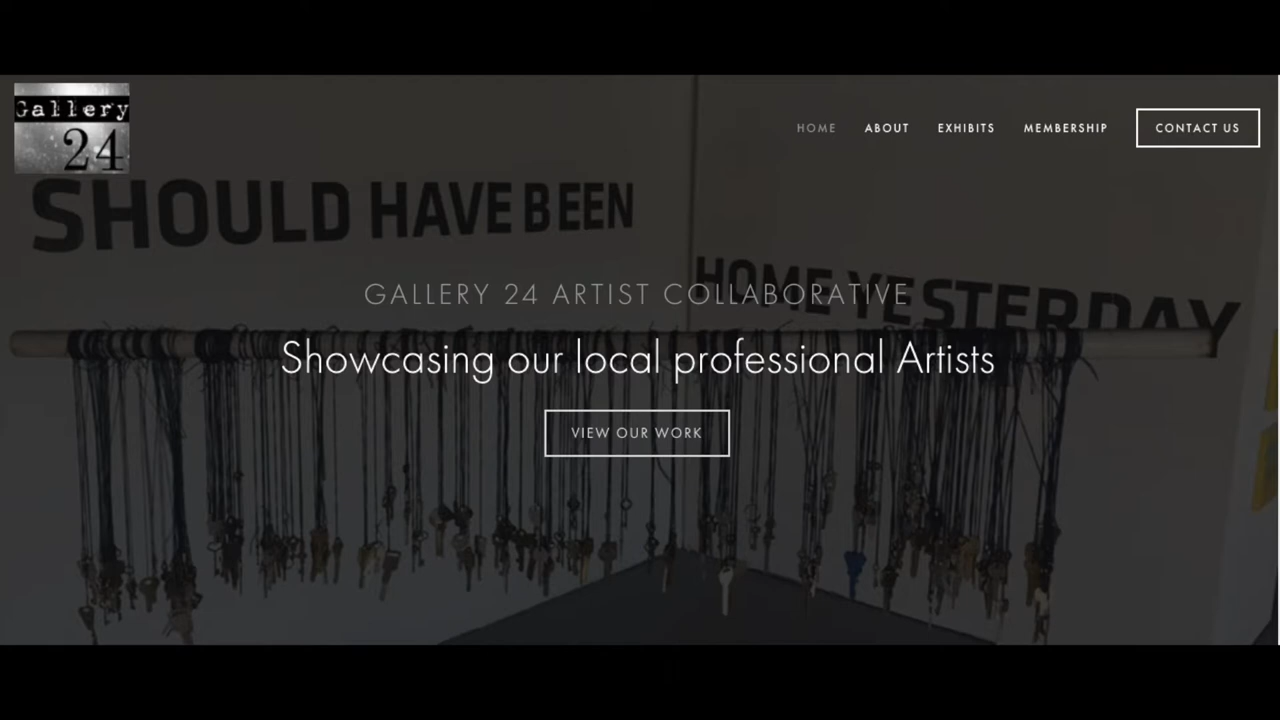 Gallery
24
HOME ABOUT EXHIBITS MEMBERSHIP CONTACT US
SHOULD HAVE BEEN
HOME YESTERDAY
GALLERY 24 ARTIST COLLABORATIVE
Showcasing our local professional Artists
VIEW OUR WORK